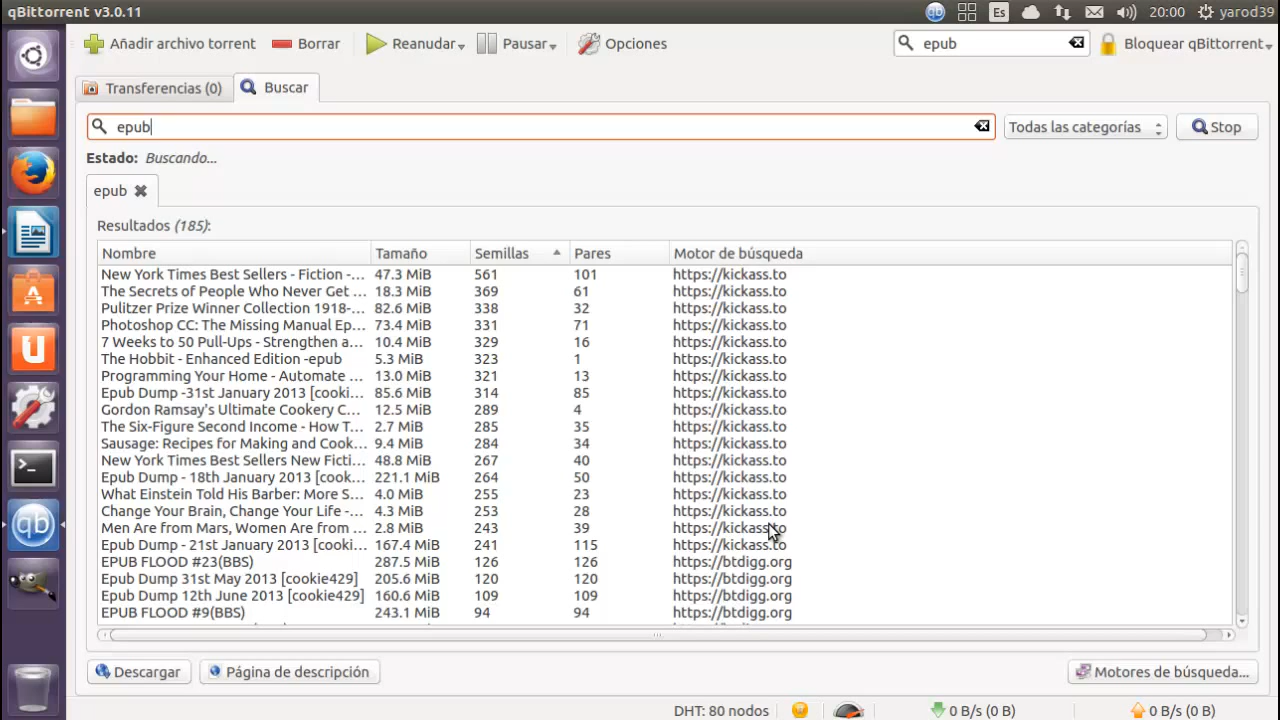 qBittorrent v3.0.11 Es 20:00 yarod39
Añadir archivo torrent Borrar Reanudar Pausar Opciones epub Bloquear qBittorrent
Transferencias (0) Buscar
epub Todas las categorías Stop
Estado: Buscando...
epub
Resultados (185):
Nombre Tamaño Semillas Pares Motor de búsqueda
New York Times Best Sellers - Fiction -... 47.3 MiB 561 101 https://kickass.to
The Secrets of People Who Never Get ... 18.3 MiB 369 61 https://kickass.to
Pulitzer Prize Winner Collection 1918-... 82.6 MiB 338 32 https://kickass.to
Photoshop CC: The Missing Manual Ep... 73.4 MiB 331 71 https://kickass.to
7 Weeks to 50 Pull-Ups - Strengthen a... 10.4 MiB 329 16 https://kickass.to
The Hobbit - Enhanced Edition -epub 5.3 MiB 323 1 https://kickass.to
Programming Your Home - Automate ... 13.0 MiB 321 13 https://kickass.to
Epub Dump -31st January 2013 [cooki... 85.6 MiB 314 85 https://kickass.to
Gordon Ramsay's Ultimate Cookery C... 12.5 MiB 289 4 https://kickass.to
The Six-Figure Second Income - How T... 2.7 MiB 285 35 https://kickass.to
Sausage: Recipes for Making and Cook... 9.4 MiB 284 34 https://kickass.to
New York Times Best Sellers New Ficti... 48.8 MiB 267 40 https://kickass.to
Epub Dump - 18th January 2013 [cook... 221.1 MiB 264 50 https://kickass.to
What Einstein Told His Barber: More S... 4.0 MiB 255 23 https://kickass.to
Change Your Brain, Change Your Life -... 4.3 MiB 253 28 https://kickass.to
Men Are from Mars, Women Are from ... 2.8 MiB 243 39 https://kickass.to
Epub Dump - 21st January 2013 [cooki... 167.4 MiB 241 115 https://kickass.to
EPUB FLOOD #23(BBS) 287.5 MiB 126 126 https://btdigg.org
Epub Dump 31st May 2013 [cookie429] 205.6 MiB 120 120 https://btdigg.org
Epub Dump 12th June 2013 [cookie429] 160.6 MiB 109 109 https://btdigg.org
EPUB FLOOD #9(BBS) 243.1 MiB 94 94 https://btdigg.org
Descargar Página de descripción Motores de búsqueda...
DHT: 80 nodos 0 B/s (0 B) 0 B/s (0 B)